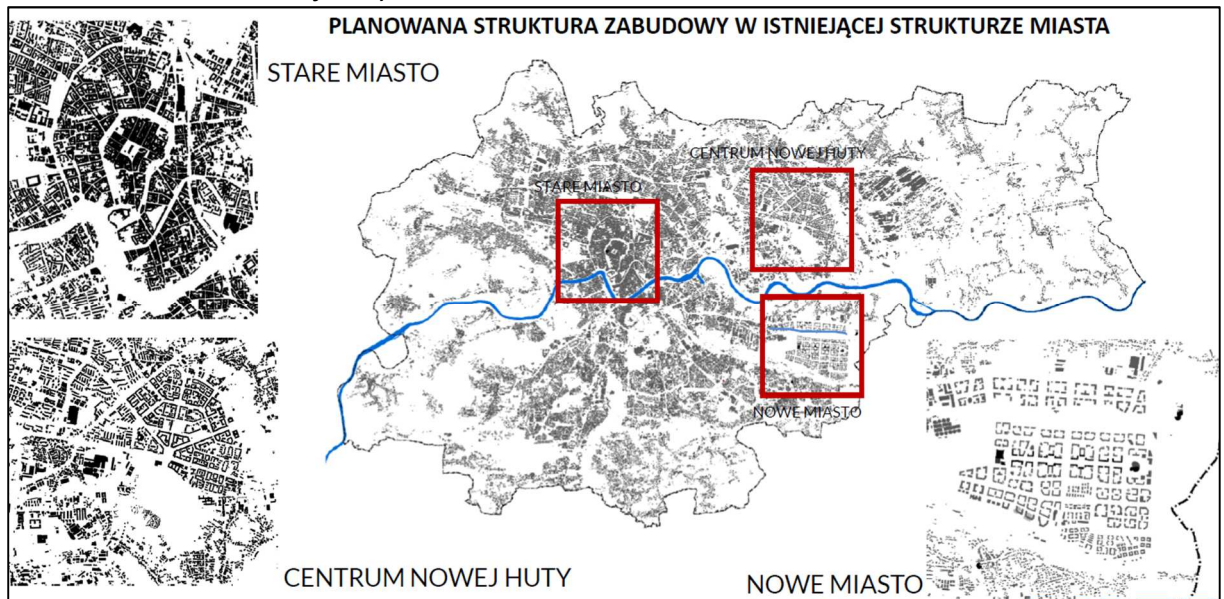 PLANOWANA STRUKTURA ZABUDOWY W ISTNIEJĄCEJ STRUKTURZE MIASTA
STARE MIASTO
CENTRUM NOWEJ HUTY
STARE MIASTO
NOWE MIASTO
CENTRUM NOWEJ HUTY
NOWE MIASTO